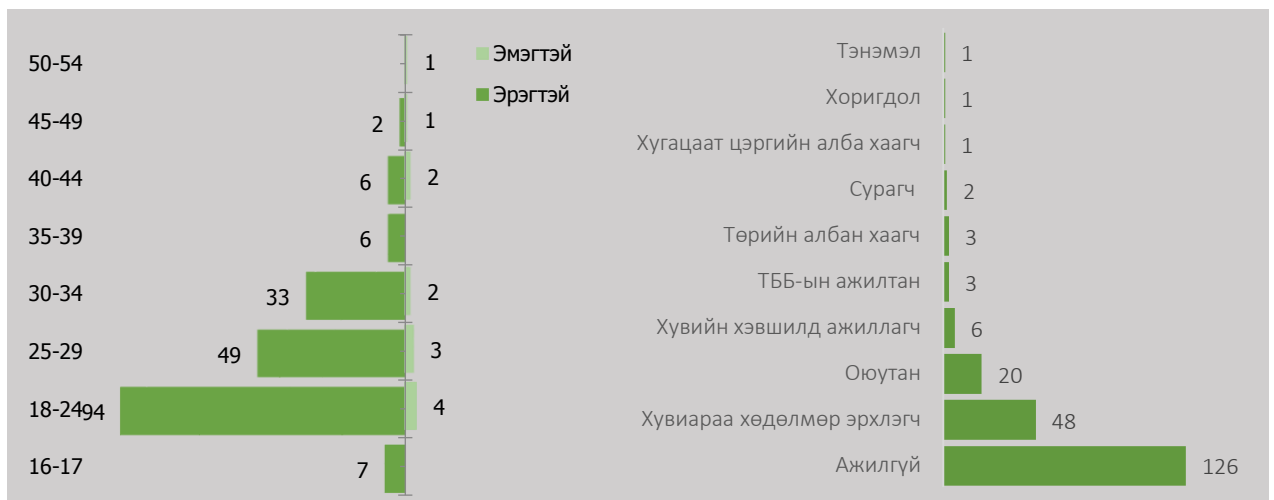 50-54
1
45-49
2
1
40-44
6
2
35-39
6
30-34
33
2
25-29
49
3
18-24
94
4
16-17
7
Эмэгтэй
Эрэгтэй
Тэнэмэл 1
Хоригдол 1
Хугацаат цэргийн алба хаагч 1
Сурагч 2
Төрийн албан хаагч 3
ТББ-ын ажилтан 3
Хувийн хэвшилд ажиллагч 6
Оюутан 20
Хувиараа хөдөлмөр эрхлэгч 48
Ажилгүй 126